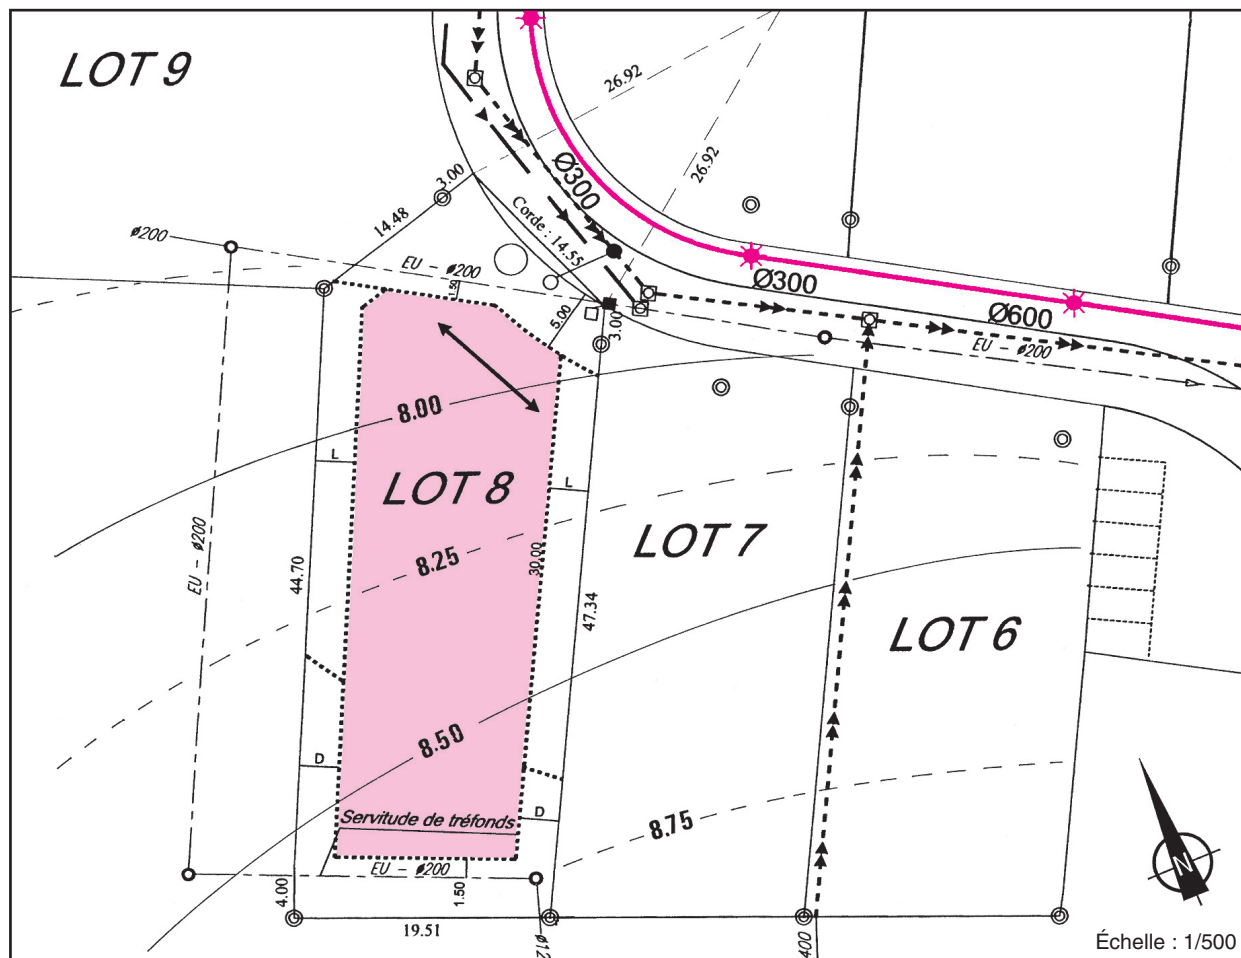 LOT 9
26.92
26.92
3.00
Ø300
14.48
Corde : 14.55
ø200
EU - ø200
1.50
5.00
3.00
Ø300
Ø600
EU - ø200
8.00
L
LOT 8
L
LOT 7
EU - ø200
8.25
30.00
44.70
47.34
LOT 6
8.50
D
D
Servitude de tréfonds
8.75
EU - ø200
4.00
1.50
19.51
ø12
400
N
Échelle : 1/500